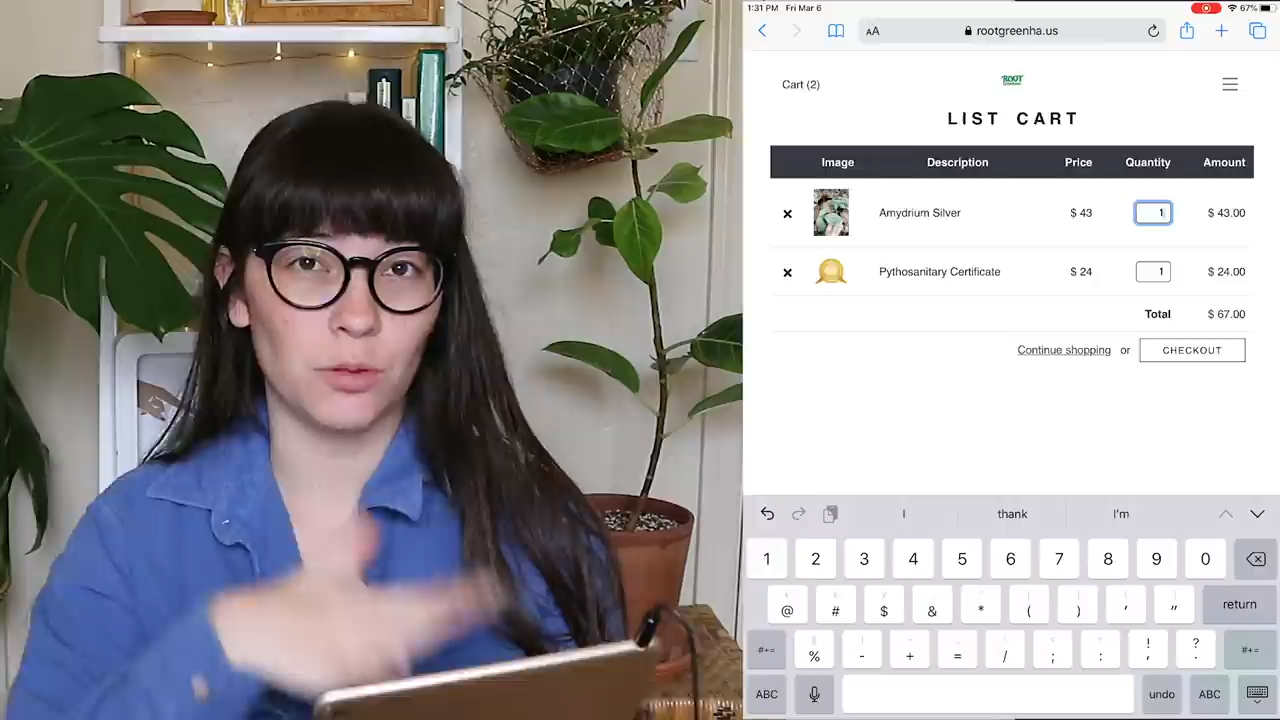 1:31 PM Fri Mar 6
67%
AA
rootgreenha.us
Cart (2)
ROOT
LIST CART
Image Description Price Quantity Amount
× Amydrium Silver $ 43 1 $ 43.00
× Pythosanitary Certificate $ 24 1 $ 24.00
Total $ 67.00
Continue shopping or CHECKOUT
I thank I'm
1 2 3 4 5 6 7 8 9 0
@ # $ & * ( ) ' "
return
#+= % - + = / ; : ! , ? . #+=
ABC undo ABC